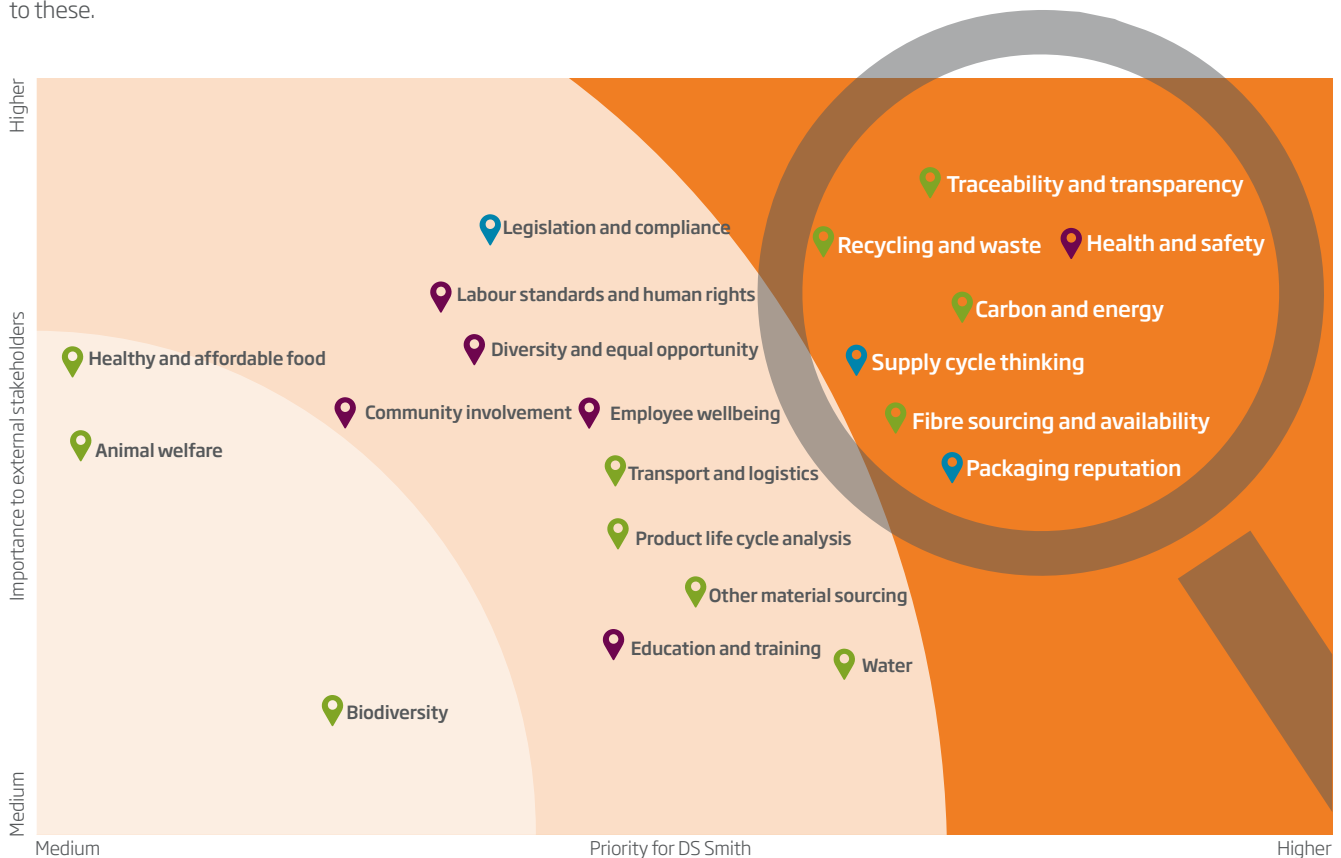 to these.
Higher
Importance to external stakeholders
Medium
Traceability and transparency
Legislation and compliance
Recycling and waste
Health and safety
Labour standards and human rights
Carbon and energy
Diversity and equal opportunity
Healthy and affordable food
Supply cycle thinking
Community involvement
Employee wellbeing
Fibre sourcing and availability
Animal welfare
Packaging reputation
Transport and logistics
Product life cycle analysis
Other material sourcing
Education and training
Water
Biodiversity
Medium
Priority for DS Smith
Higher